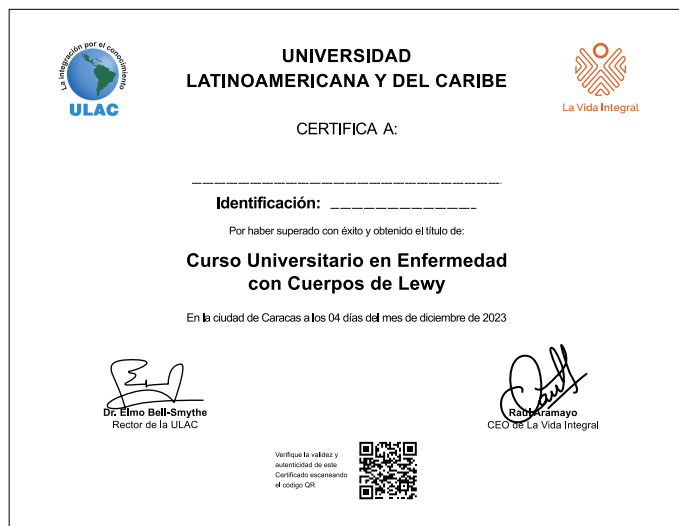 La integración por el conocimiento
ULAC
UNIVERSIDAD
LATINOAMERICANA Y DEL CARIBE
La Vida Integral
CERTIFICA A:
Identificación:
Por haber superado con éxito y obtenido el título de:
Curso Universitario en Enfermedad
con Cuerpos de Lewy
En la ciudad de Caracas a los 04 días del mes de diciembre de 2023
Dr. Elmo Bell-Smythe
Rector de la ULAC
Raúl Aramayo
CEO de La Vida Integral
Verifique la validez y
autenticidad de este
Certificado escaneando
el código QR